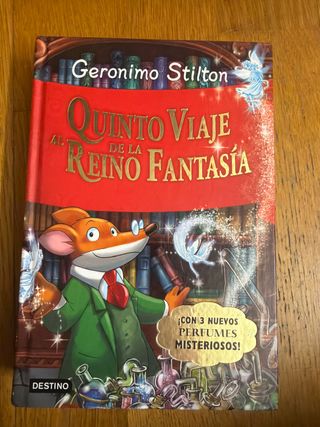 Geronimo Stilton
QUINTO VIAJE
AL DE LA
REINO FANTASÍA
¡CON 3 NUEVOS
PERFUMES
MISTERIOSOS!
DESTINO